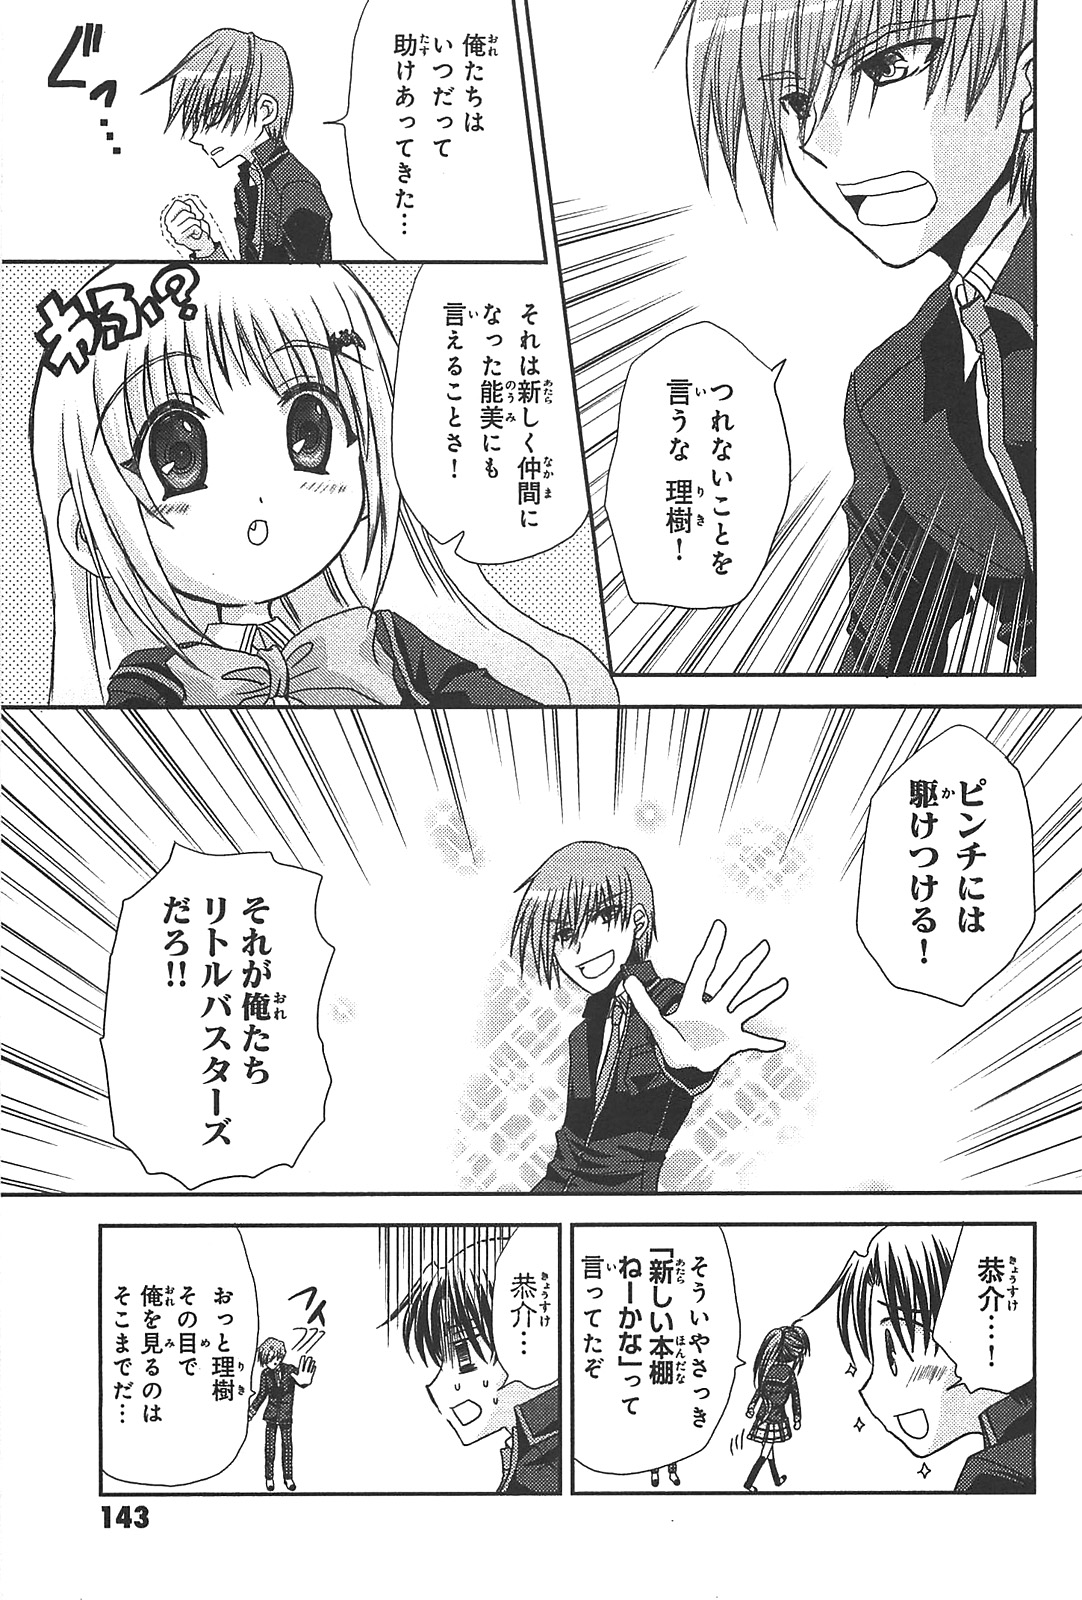 つれないことを
言うな 理樹！
俺たちは
いつだって
助けあってきた…
ぐっ…
それは新しく仲間に
なった能美にも
言えることさ！
わふー？
ピンチには
駆けつける！
それが俺たち
リトルバスターズ
だろ!!
恭介…！
そういやさっき
「新しい本棚
ねーかな」って
言ってたぞ
恭介…
フイッ
おっと理樹
その目で
俺を見るのは
そこまでだ…
143